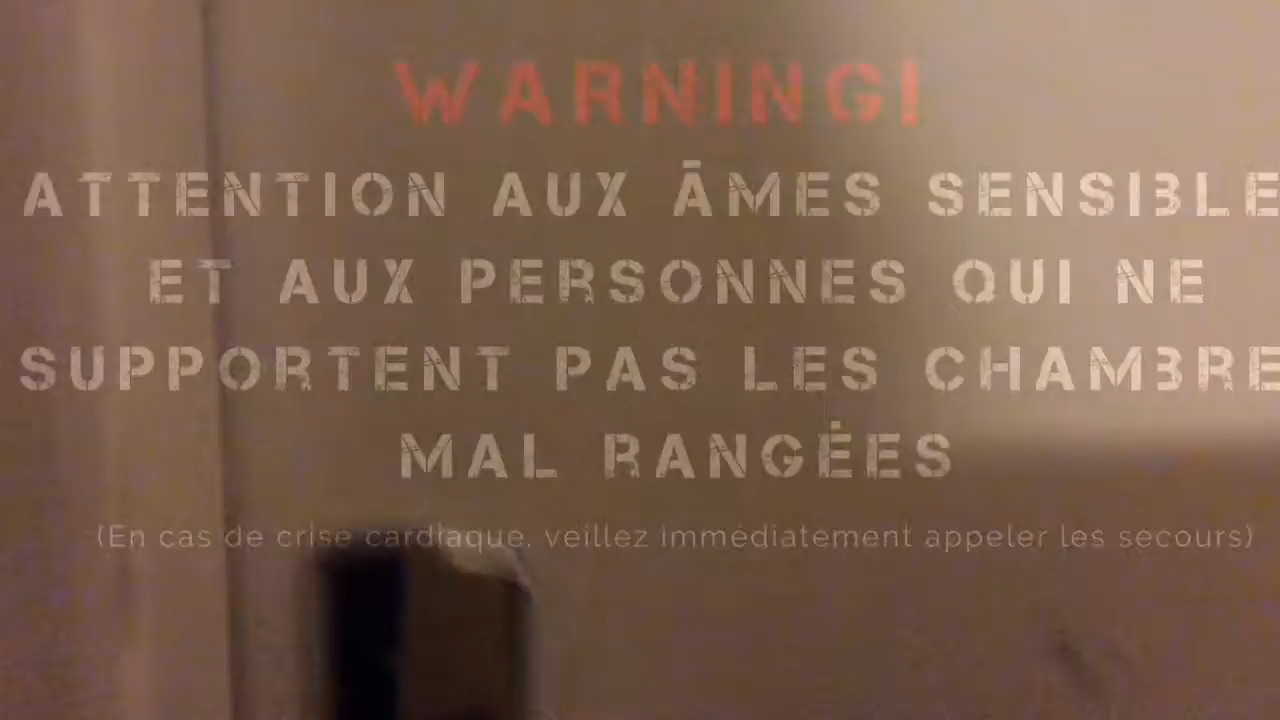 WARNING!
ATTENTION AUX ÂMES SENSIBLE
ET AUX PERSONNES QUI NE
SUPPORTENT PAS LES CHAMBRE
MAL RANGÉES
(En cas de crise cardiaque, veillez immédiatement appeler les secours)